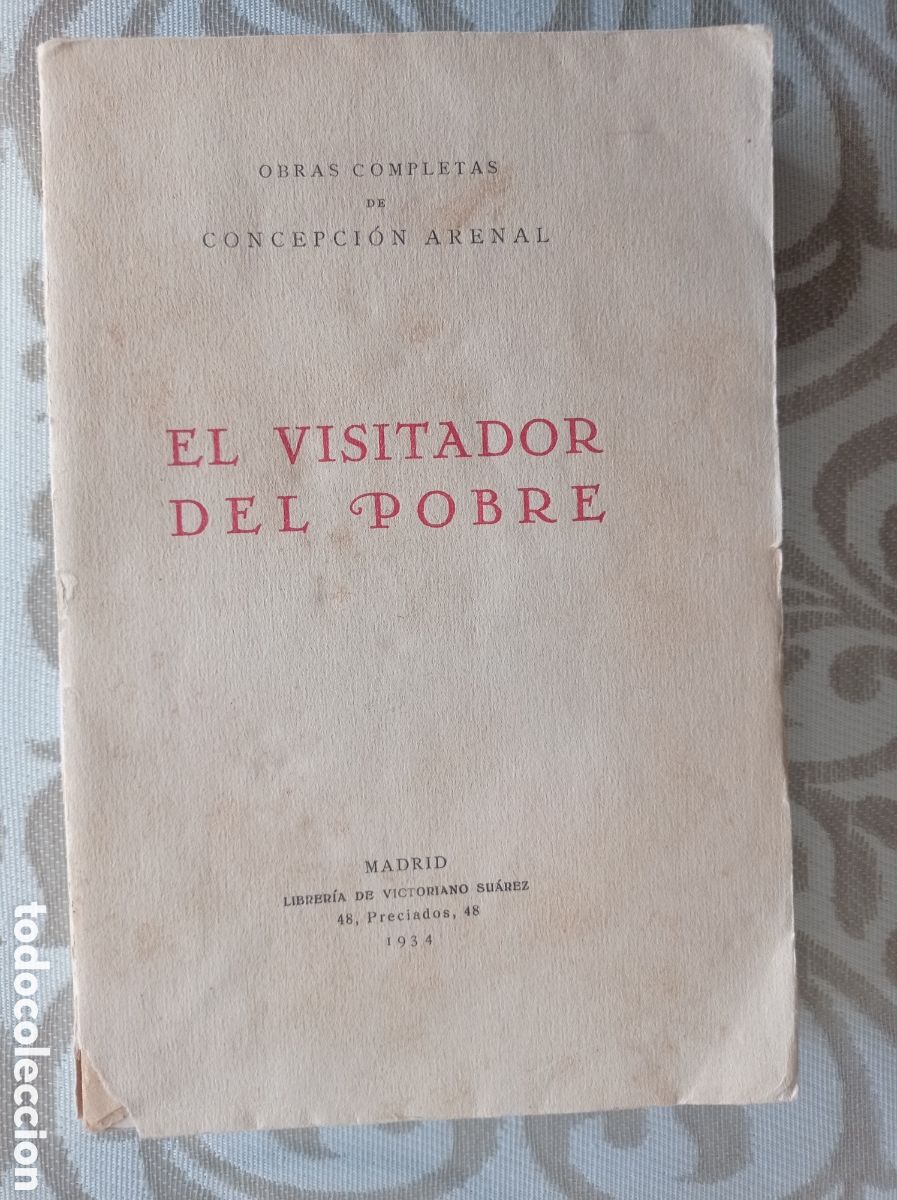 OBRAS COMPLETAS
DE
CONCEPCIÓN ARENAL
EL VISITADOR
DEL POBRE
MADRID
LIBRERÍA DE VICTORIANO SUÁREZ
48, Preciados, 48
1934
todocoleccion